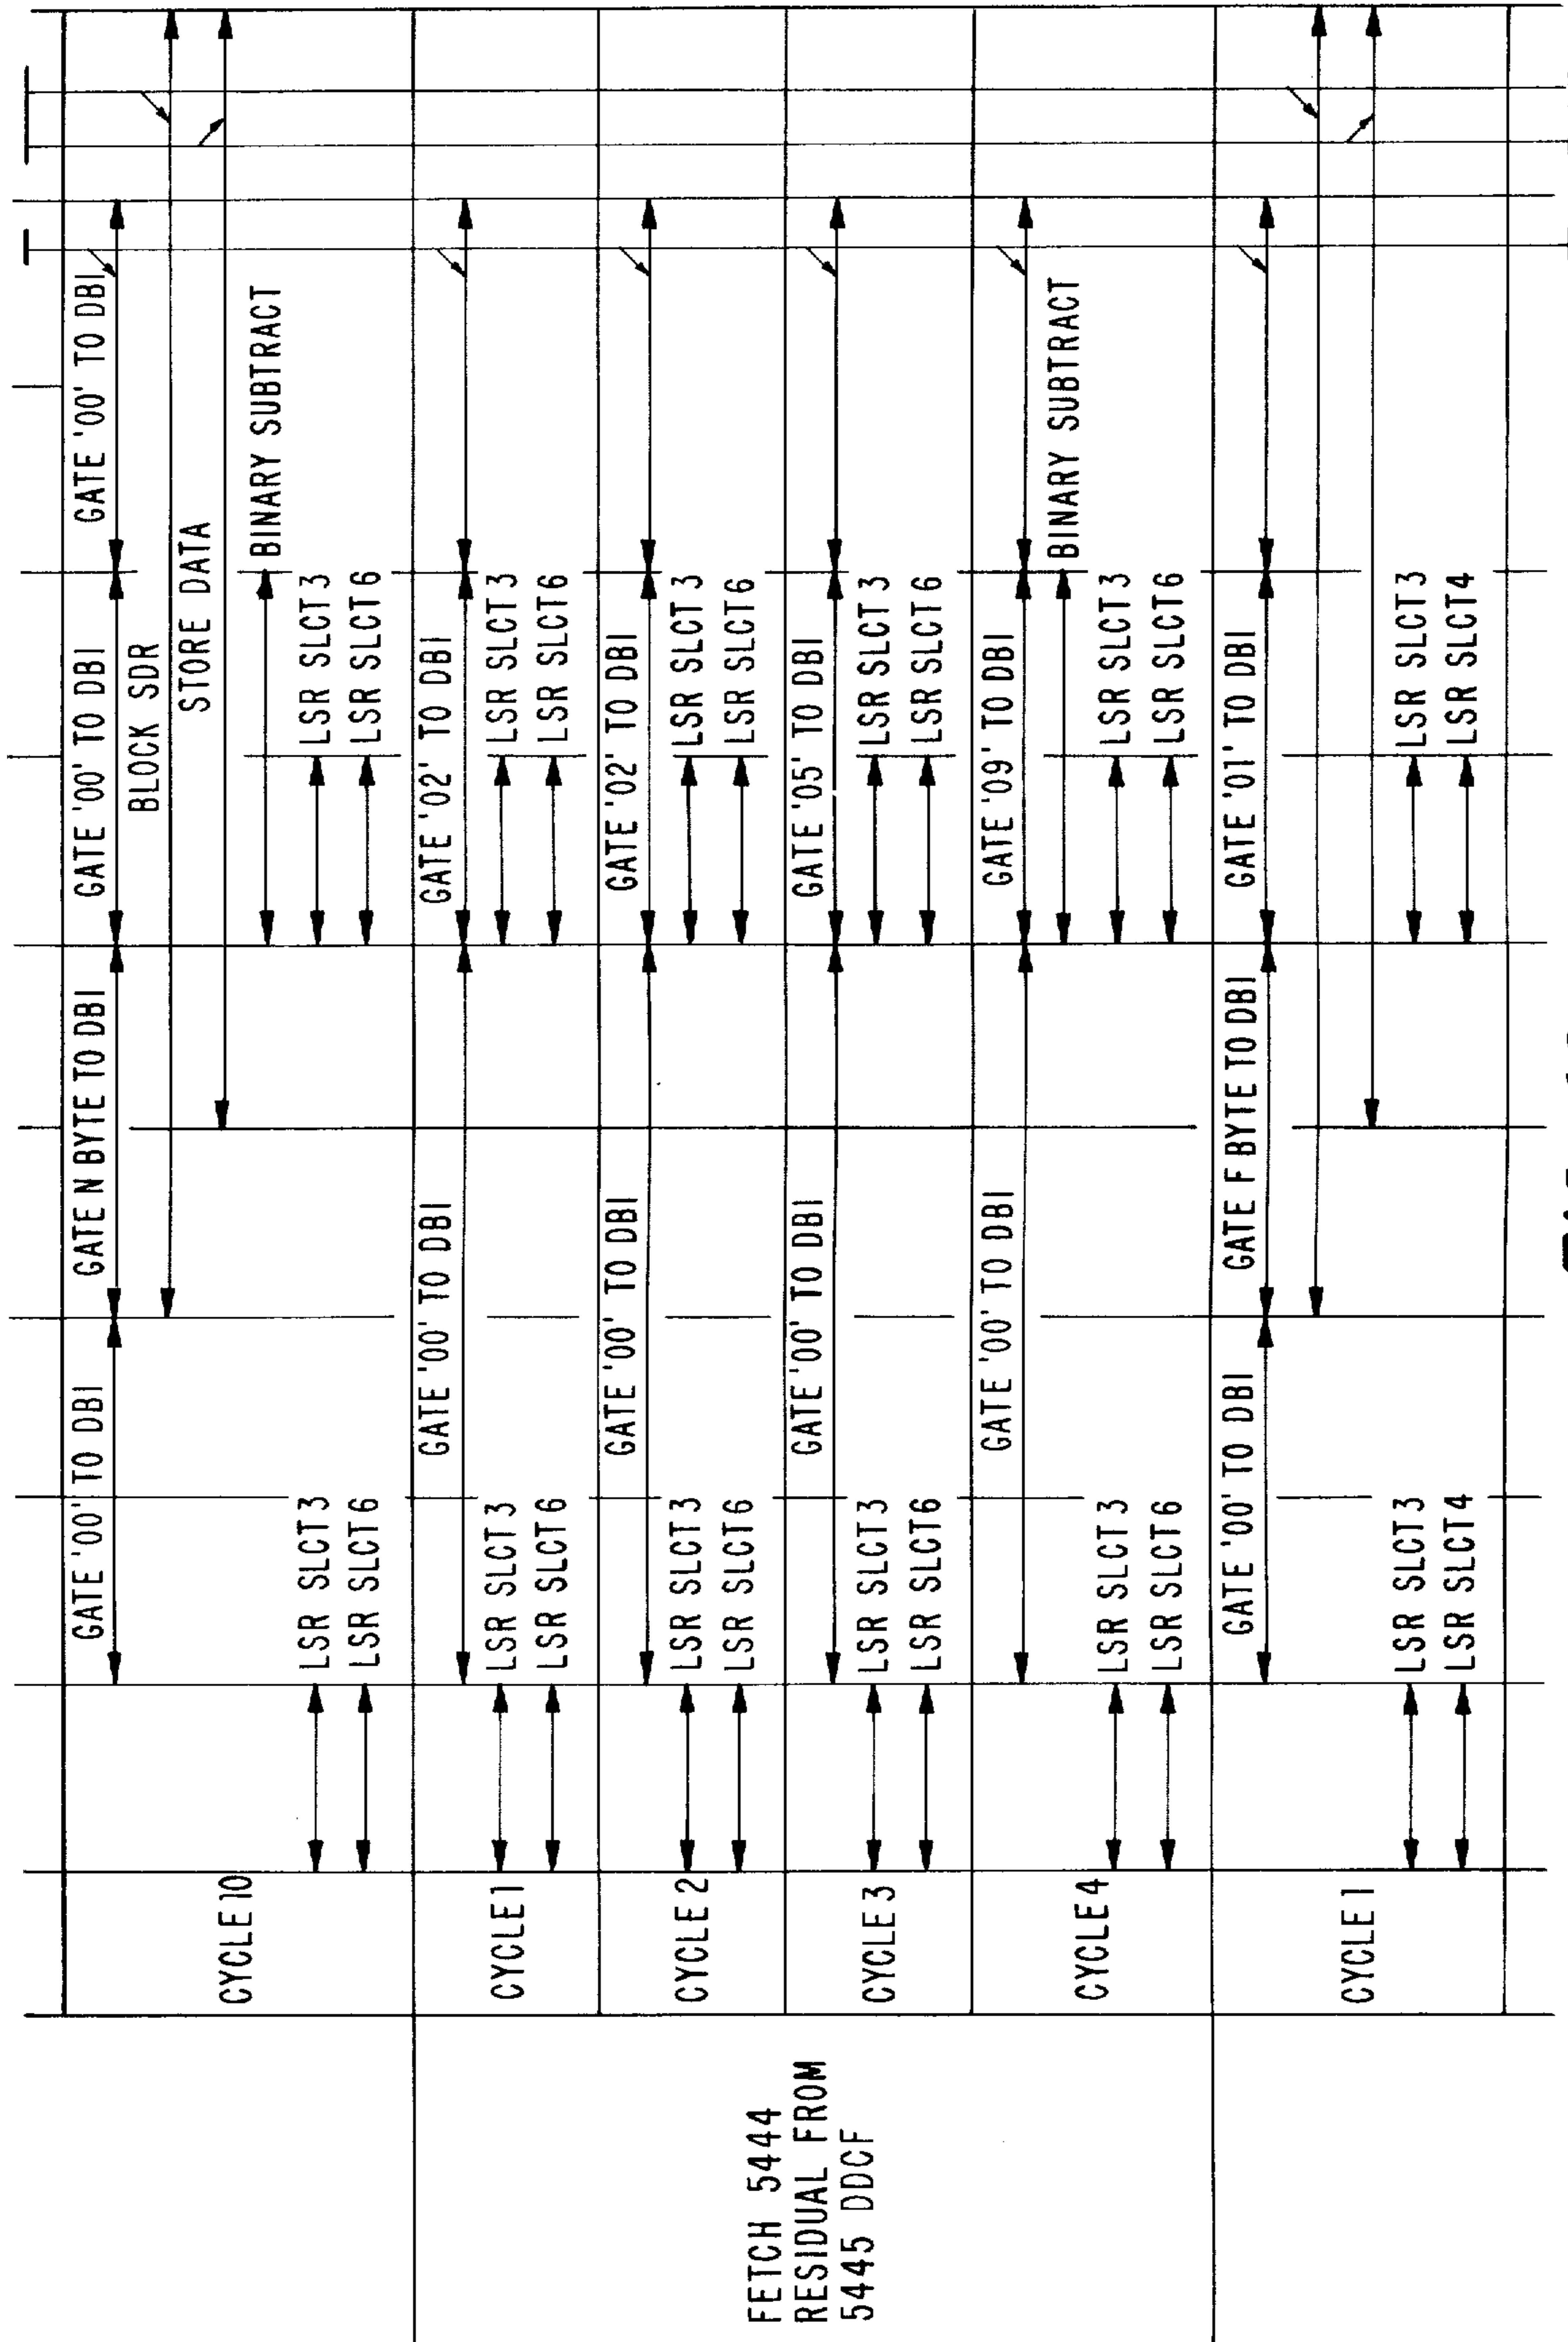 CYCLE 10
GATE '00' TO DBI
GATE N BYTE TO DBI
GATE '00' TO DBI
GATE '00' TO DBI
BLOCK SDR
STORE DATA
BINARY SUBTRACT
LSR SLCT 3
LSR SLCT 3
LSR SLCT 6
LSR SLCT 6
FETCH 5444
RESIDUAL FROM
5445 DDCF
CYCLE 1
GATE '00' TO DBI
GATE '02' TO DBI
LSR SLCT 3
LSR SLCT 3
LSR SLCT 6
LSR SLCT 6
CYCLE 2
GATE '00' TO DBI
GATE '02' TO DBI
LSR SLCT 3
LSR SLCT 3
LSR SLCT 6
LSR SLCT 6
CYCLE 3
GATE '00' TO DBI
GATE '05' TO DBI
LSR SLCT 3
LSR SLCT 3
LSR SLCT 6
LSR SLCT 6
CYCLE 4
GATE '00' TO DBI
GATE '09' TO DBI
BINARY SUBTRACT
LSR SLCT 3
LSR SLCT 3
LSR SLCT 6
LSR SLCT 6
CYCLE 1
GATE '00' TO DBI
GATE F BYTE TO DBI
GATE '01' TO DBI
LSR SLCT 3
LSR SLCT 3
LSR SLCT 4
LSR SLCT 4